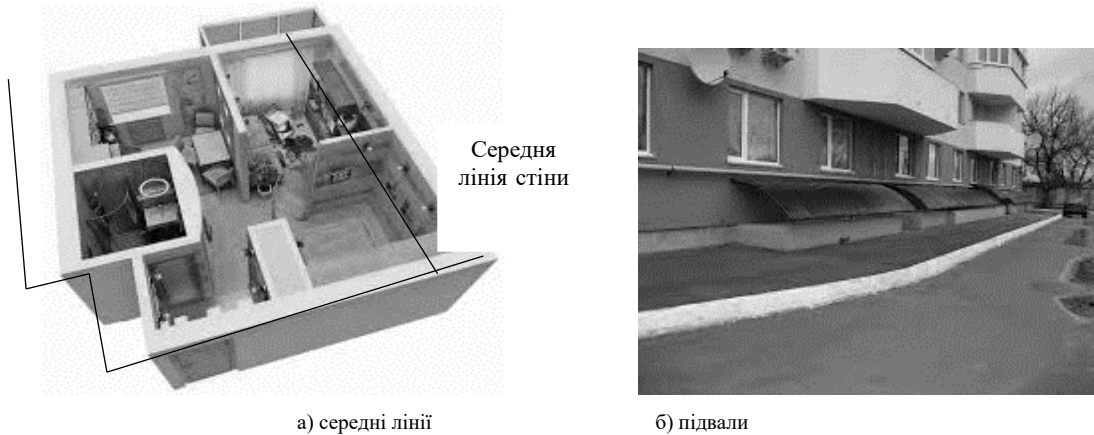 Середня
лінія стіни
а) середні лінії
б) підвали